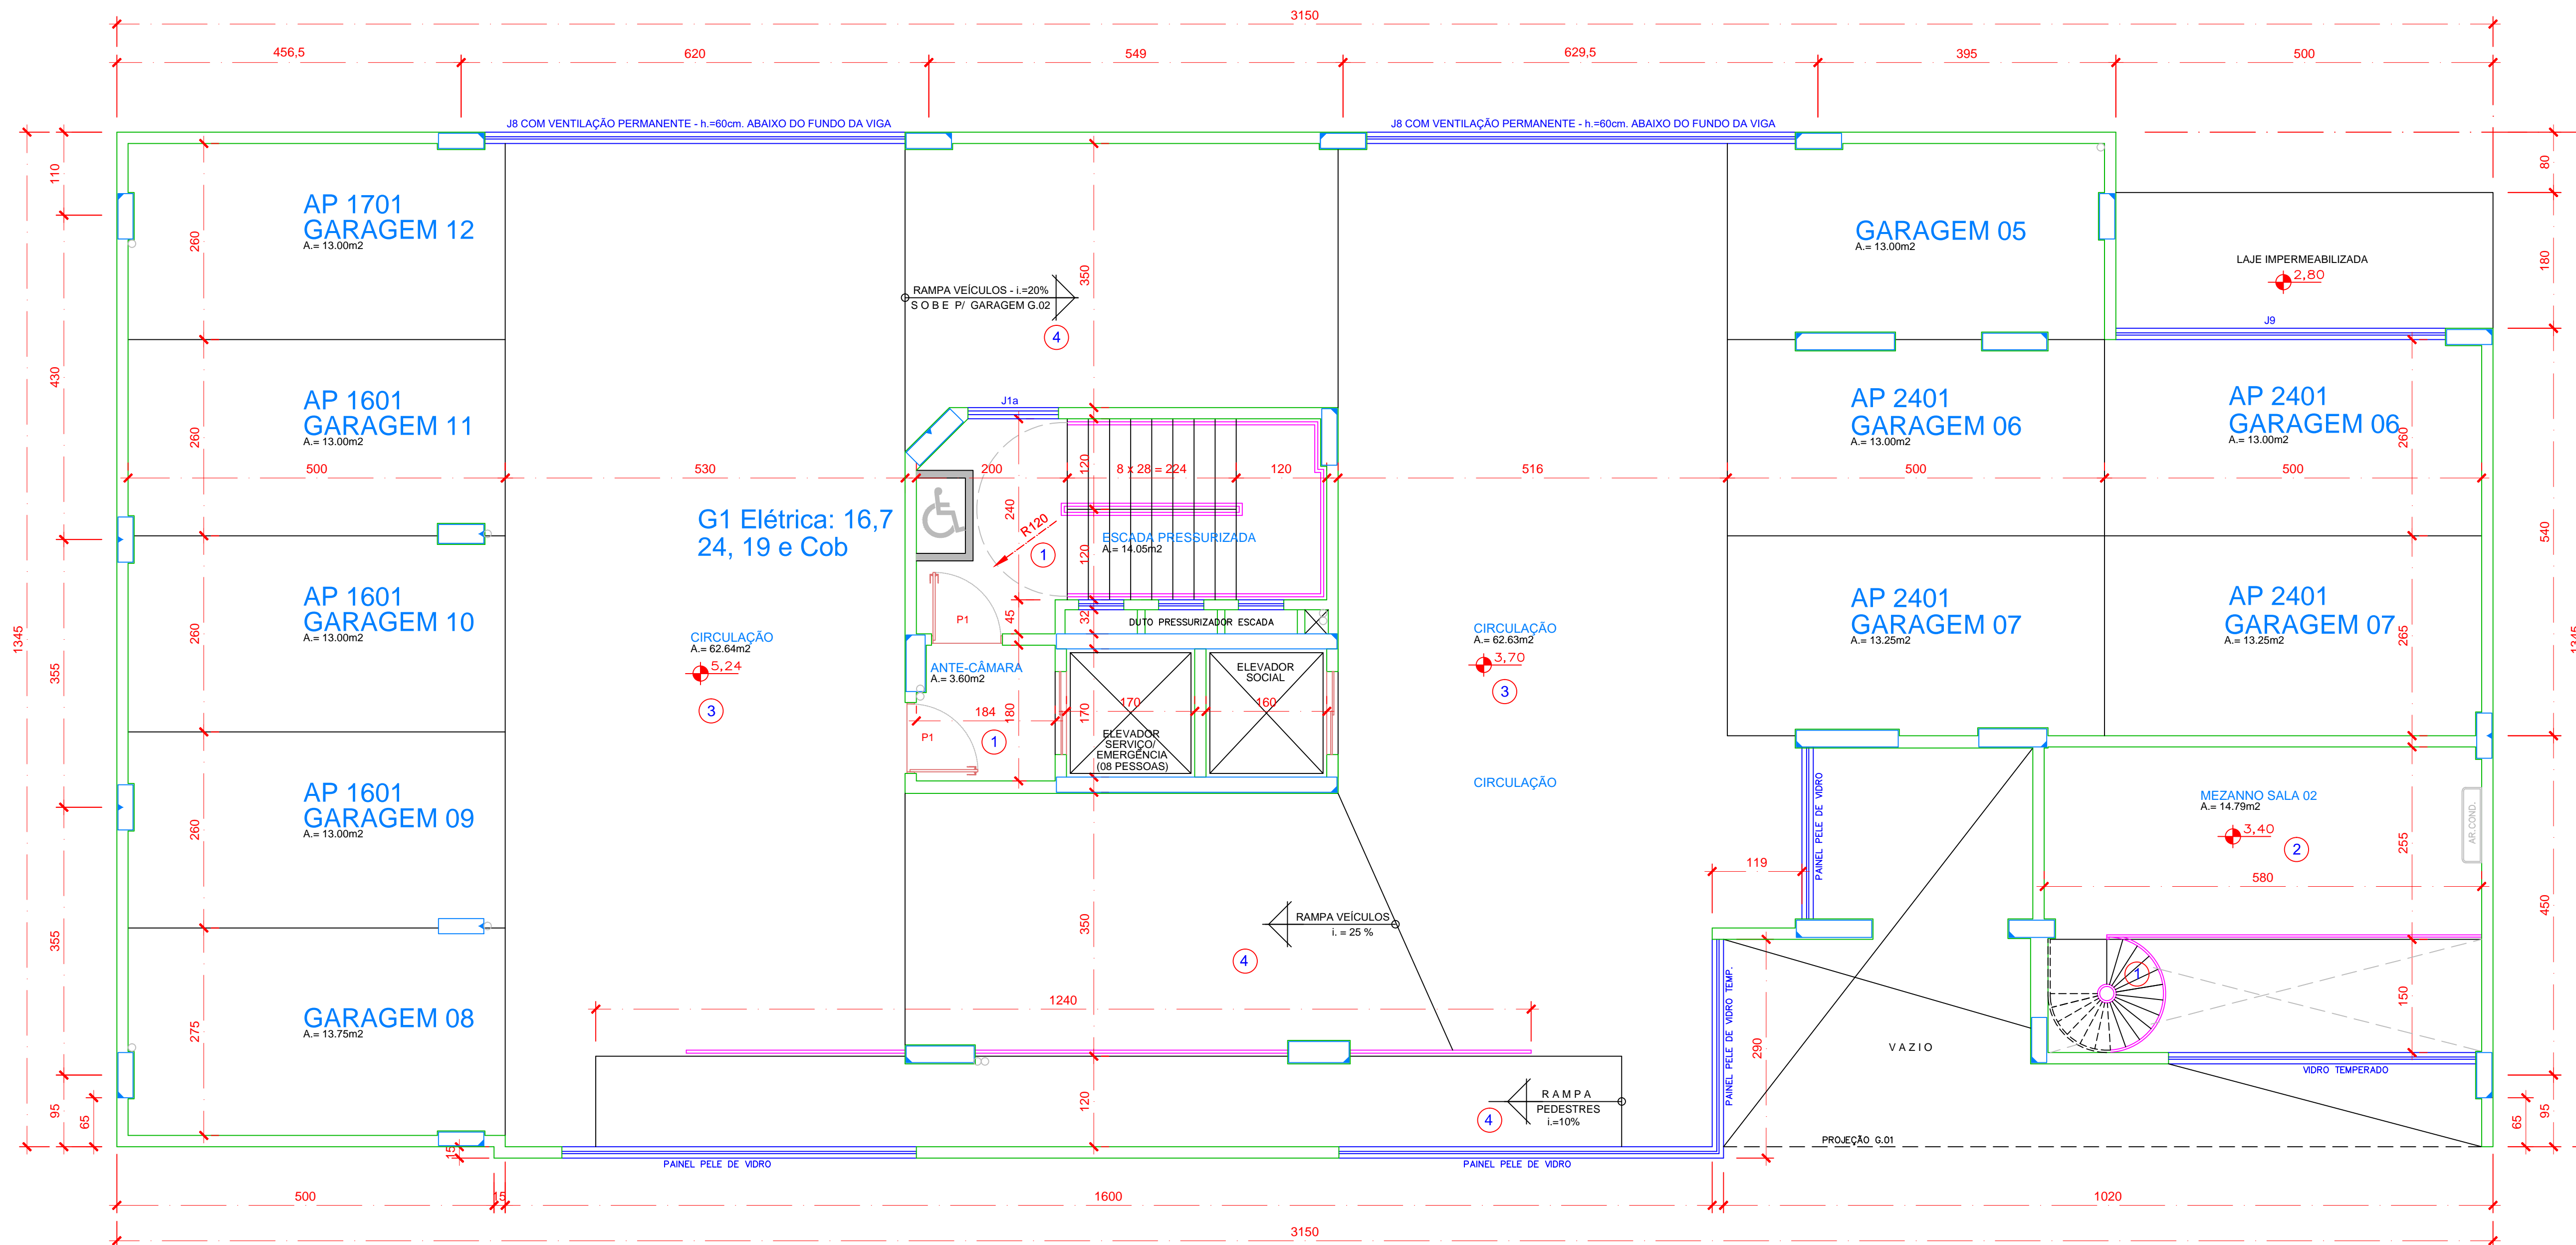 3150
456,5
620
549
629,5
395
500
J8 COM VENTILAÇÃO PERMANENTE - h.=60cm. ABAIXO DO FUNDO DA VIGA
J8 COM VENTILAÇÃO PERMANENTE - h.=60cm. ABAIXO DO FUNDO DA VIGA
1345
110
430
355
355
95
65
260
260
260
260
275
AP 1701
GARAGEM 12
A.= 13.00m2
AP 1601
GARAGEM 11
A.= 13.00m2
500
AP 1601
GARAGEM 10
A.= 13.00m2
AP 1601
GARAGEM 09
A.= 13.00m2
GARAGEM 08
A.= 13.75m2
530
G1 Elétrica: 16,7
24, 19 e Cob
CIRCULAÇÃO
A.= 62.64m2
5,24
3
RAMPA VEÍCULOS - i.=20%
SOBE P/ GARAGEM G.02
4
350
J1a
200
120
8 x 28 = 224
120
240
R120
1
120
ESCADA PRESSURIZADA
A.= 14.05m2
45
32
P1
DUTO PRESSURIZADOR ESCADA
ANTE-CÂMARA
A.= 3.60m2
184
180
170
P1
1
170
ELEVADOR
SERVIÇO/
EMERGÊNCIA
(08 PESSOAS)
ELEVADOR
SOCIAL
160
516
CIRCULAÇÃO
A.= 62.63m2
3,70
3
CIRCULAÇÃO
350
RAMPA VEÍCULOS
i. = 25 %
4
1240
120
RAMPA
PEDESTRES
i.=10%
4
GARAGEM 05
A.= 13.00m2
LAJE IMPERMEABILIZADA
2,80
J9
AP 2401
GARAGEM 06
A.= 13.00m2
AP 2401
GARAGEM 06
A.= 13.00m2
260
500
500
AP 2401
GARAGEM 07
A.= 13.25m2
AP 2401
GARAGEM 07
A.= 13.25m2
265
PAINEL PELE DE VIDRO
119
MEZANNO SALA 02
A.= 14.79m2
3,40
2
AR.COND.
255
580
1
150
PAINEL PELE DE VIDRO TEMP.
290
VAZIO
VIDRO TEMPERADO
PROJEÇÃO G.01
80
180
540
1345
450
95
65
15
PAINEL PELE DE VIDRO
PAINEL PELE DE VIDRO
500
15
1600
1020
3150